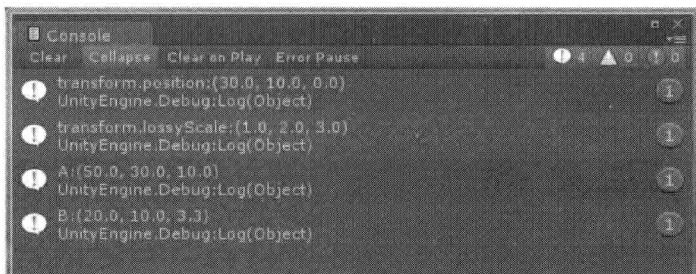 Console
Clear Collapse Clear on Play Error Pause 4 0 0
transform.position:(30.0, 10.0, 0.0)
UnityEngine.Debug:Log(Object)
1
transform.lossyScale:(1.0, 2.0, 3.0)
UnityEngine.Debug:Log(Object)
1
A:(50.0, 30.0, 10.0)
UnityEngine.Debug:Log(Object)
1
B:(20.0, 10.0, 3.3)
UnityEngine.Debug:Log(Object)
1